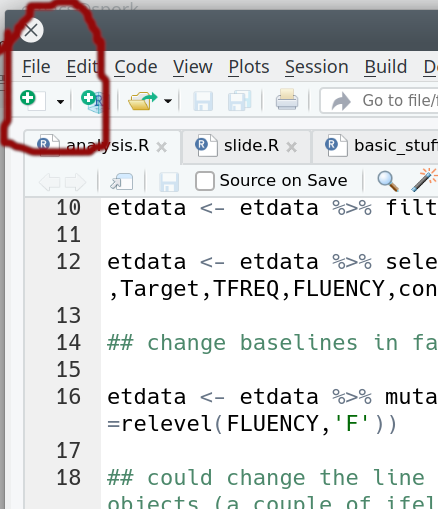 File Edit Code View Plots Session Build
Go to file/f
analysis.R slide.R basic_stuf
Source on Save
10 etdata <- etdata %>% filt
11
12 etdata <- etdata %>% sele
,Target,TFREQ,FLUENCY,con
13
14 ## change baselines in fa
15
16 etdata <- etdata %>% muta
=relevel(FLUENCY,'F'))
17
18 ## could change the line
objects (a couple of ifel